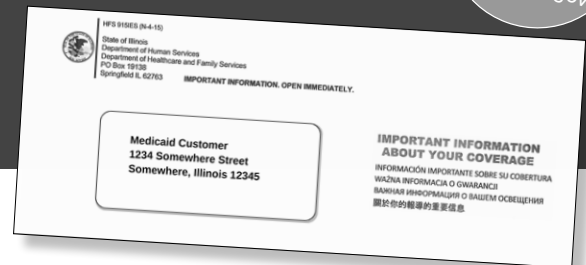 HFS 915IES (N-4-15)
State of Illinois
Department of Human Services
Department of Healthcare and Family Services
PO Box 19138
Springfield IL 62763 IMPORTANT INFORMATION. OPEN IMMEDIATELY.
Medicaid Customer
1234 Somewhere Street
Somewhere, Illinois 12345
IMPORTANT INFORMATION
ABOUT YOUR COVERAGE
INFORMACIÓN IMPORTANTE SOBRE SU COBERTURA
WAŻNA INFORMACJA O GWARANCJI
ВАЖНАЯ ИНФОРМАЦИЯ О ВАШЕМ ОСВЕЩЕНИЯ
關於你的報導的重要信息